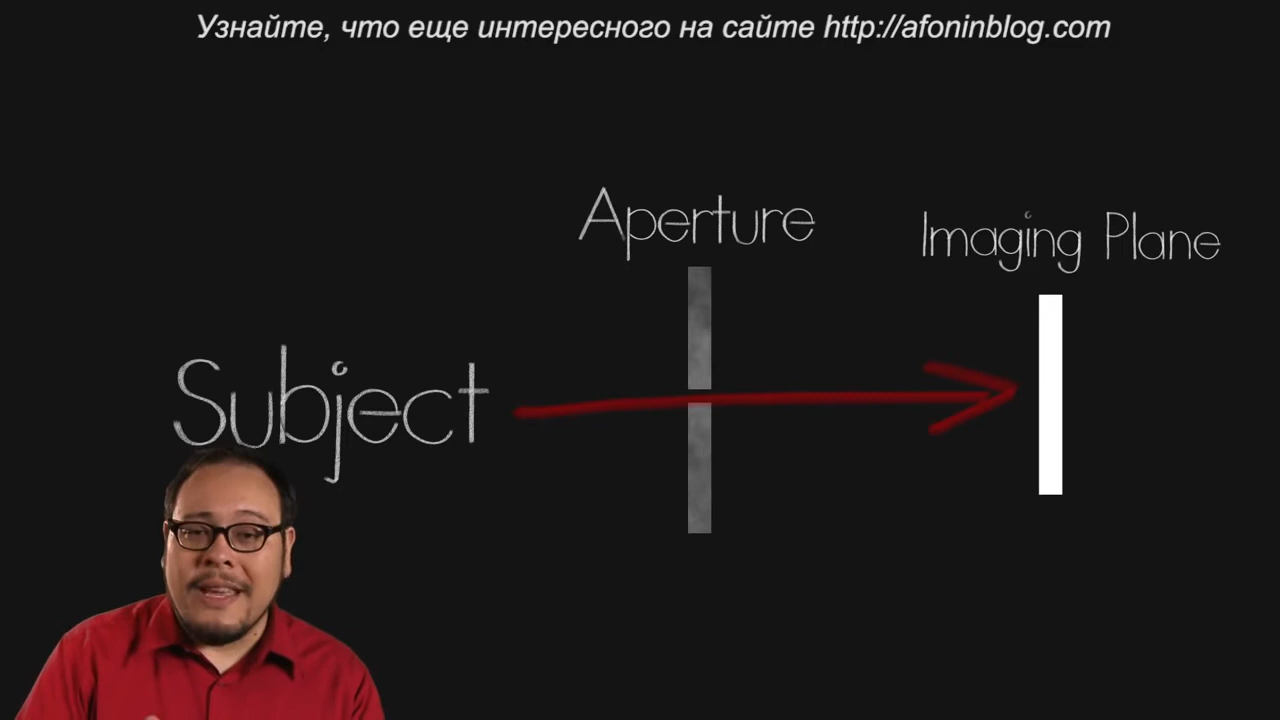 Узнайте, что еще интересного на сайте http://afoninblog.com
Aperture
Imaging Plane
Subject